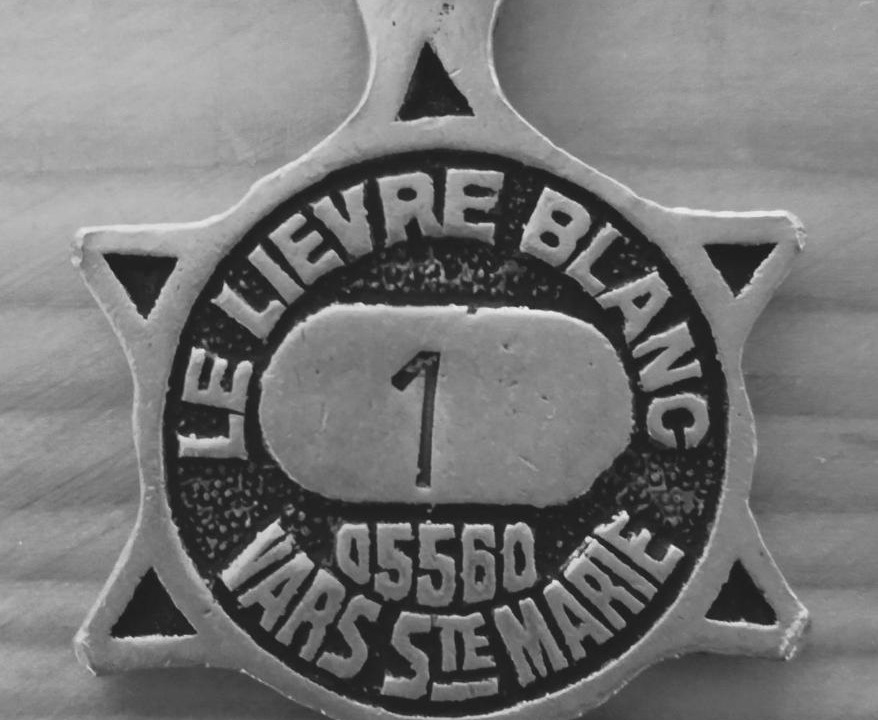 LE LIEVRE BLANC
1
05560
VARS STE MARIE